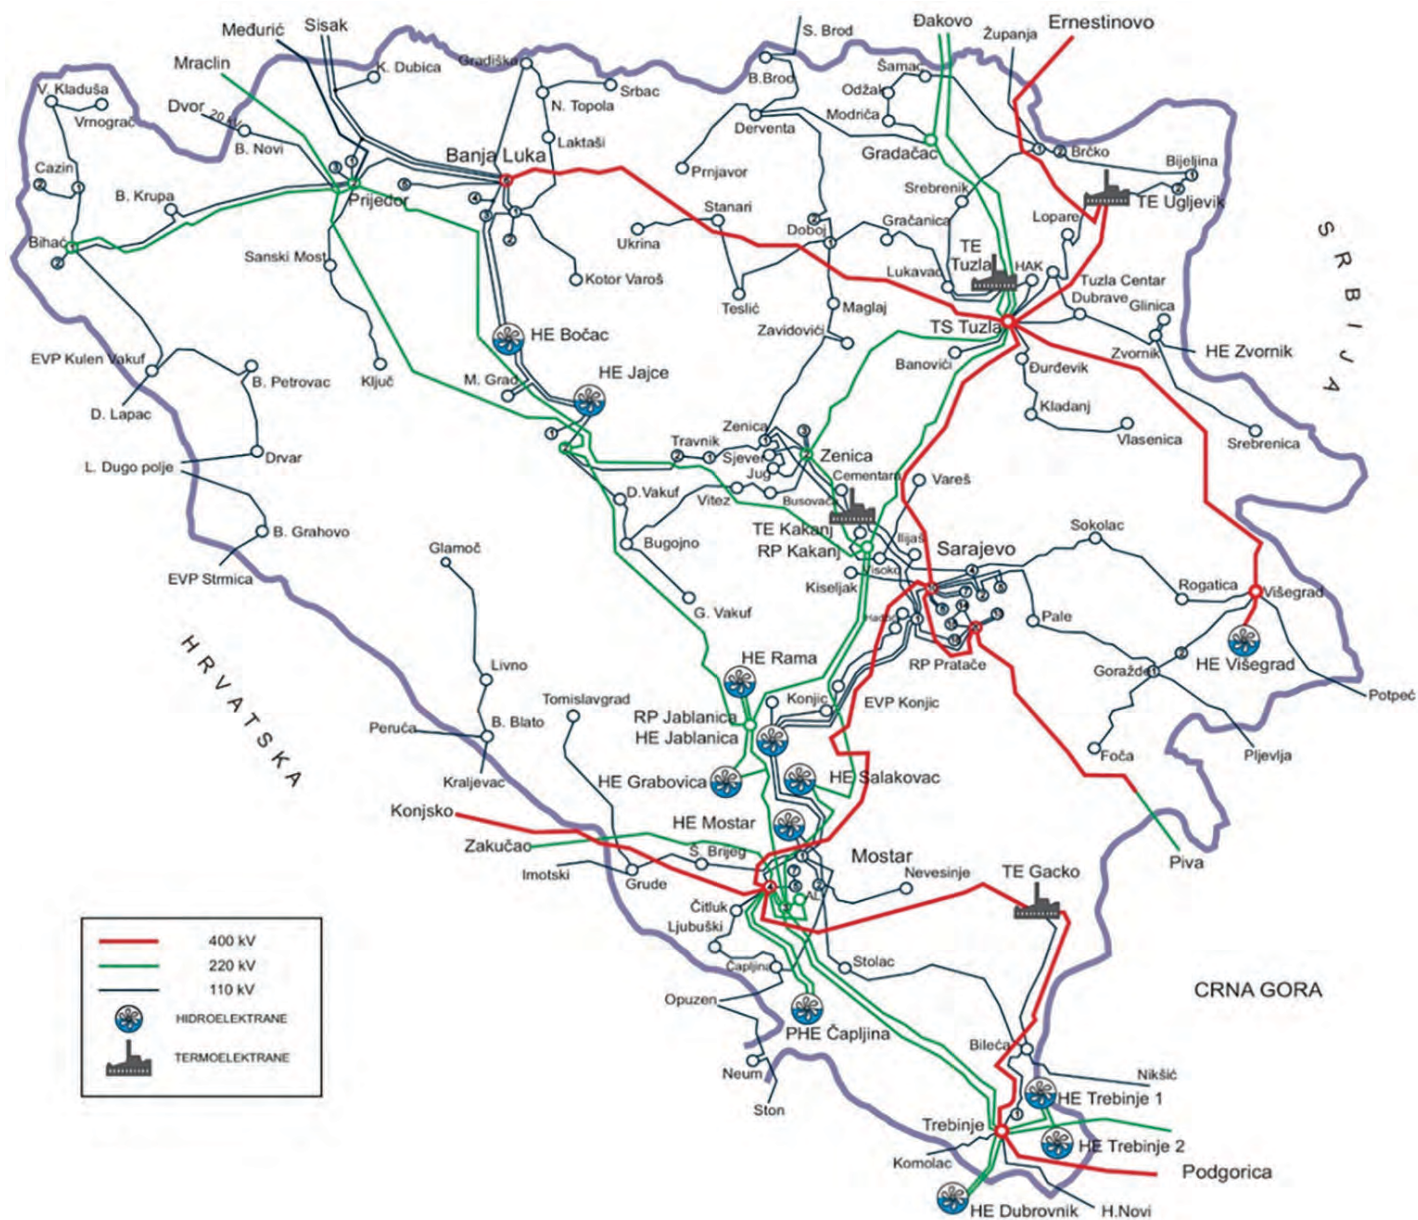 Međurić
Sisak
S. Brod
Đakovo
Županja
Ernestinovo
Mraclin
K. Dubica
Gradiška
B.Brod
Šamac
V. Kladuša
Vrnograč
Dvor
20 kV
N. Topola
Srbac
Odžak
Modriča
B. Novi
Laktaši
Derventa
Gradačac
Brčko
Bijeljina
Cazin
Banja Luka
Prnjavor
Srebrenik
TE Ugljevik
B. Krupa
Prijedor
Stanari
Gračanica
Lopare
Bihać
Ukrina
Doboj
TE
Tuzla
HAK
Sanski Most
Kotor Varoš
Lukavac
Tuzla Centar
Teslić
Maglaj
Dubrave
Glinica
Zavidovići
TS Tuzla
HE Bočac
Zvornik
HE Zvornik
EVP Kulen Vakuf
B. Petrovac
Ključ
M. Grad
HE Jajce
Banovići
Đurđevik
D. Lapac
Kladanj
Vlasenica
Srebrenica
SRBIJA
Zenica
Travnik
Sjever
Jug
Zenica
Cementara
L. Dugo polje
Drvar
D.Vakuf
Vitez
Busovača
Vareš
B. Grahovo
TE Kakanj
RP Kakanj
Ilijaš
Sokolac
Bugojno
Glamoč
Sarajevo
Visoko
Kiseljak
EVP Strmica
G. Vakuf
Rogatica
Višegrad
Pale
HRVATSKA
Livno
HE Rama
RP Pratače
Goražde
HE Višegrad
Potpeć
Tomislavgrad
Konjic
EVP Konjic
RP Jablanica
HE Jablanica
Peruća
B. Blato
Foča
Pljevlja
Kraljevac
HE Grabovica
HE Salakovac
Konjsko
HE Mostar
Zakučao
Š. Brijeg
Mostar
Piva
Imotski
Grude
Nevesinje
TE Gacko
AL
Čitluk
Ljubuški
Čapljina
Stolac
Opuzen
CRNA GORA
PHE Čapljina
Bileća
Neum
Nikšić
Ston
HE Trebinje 1
Trebinje
HE Trebinje 2
Komolac
Podgorica
HE Dubrovnik
H.Novi
400 kV
220 kV
110 kV
HIDROELEKTRANE
TERMOELEKTRANE